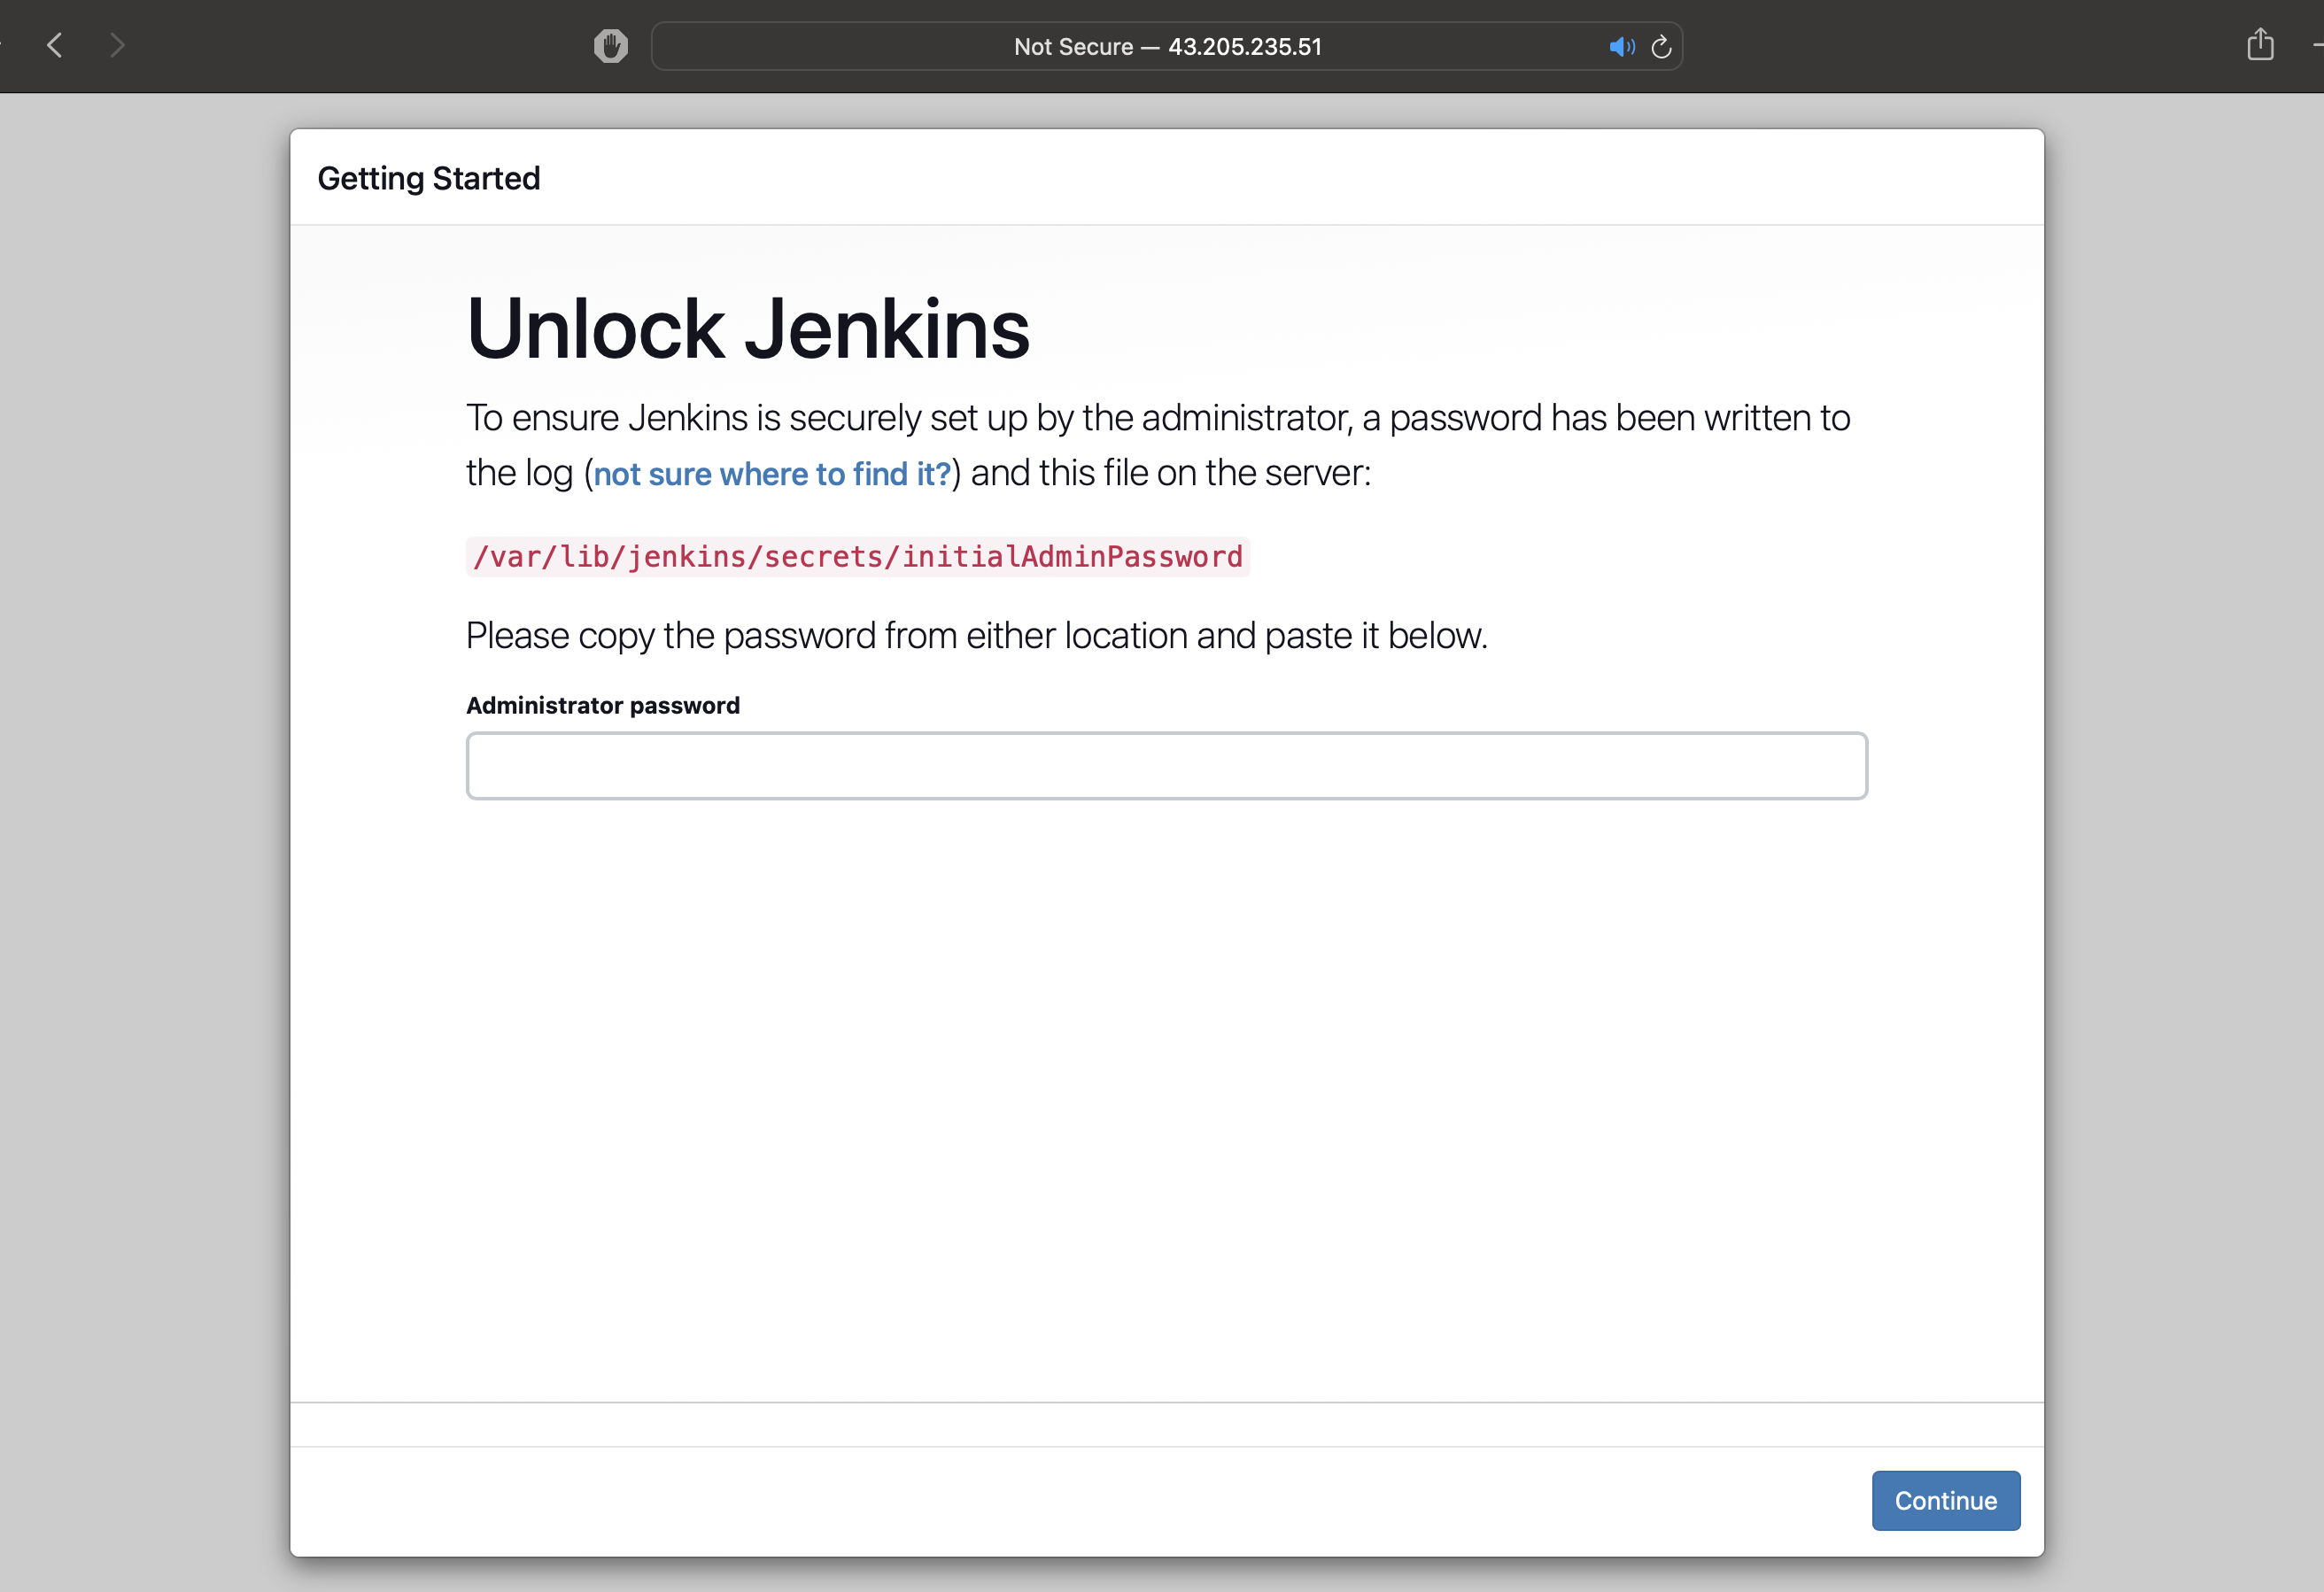 Not Secure — 43.205.235.51
Getting Started
Unlock Jenkins
To ensure Jenkins is securely set up by the administrator, a password has been written to
the log (not sure where to find it?) and this file on the server:
/var/lib/jenkins/secrets/initialAdminPassword
Please copy the password from either location and paste it below.
Administrator password
Continue